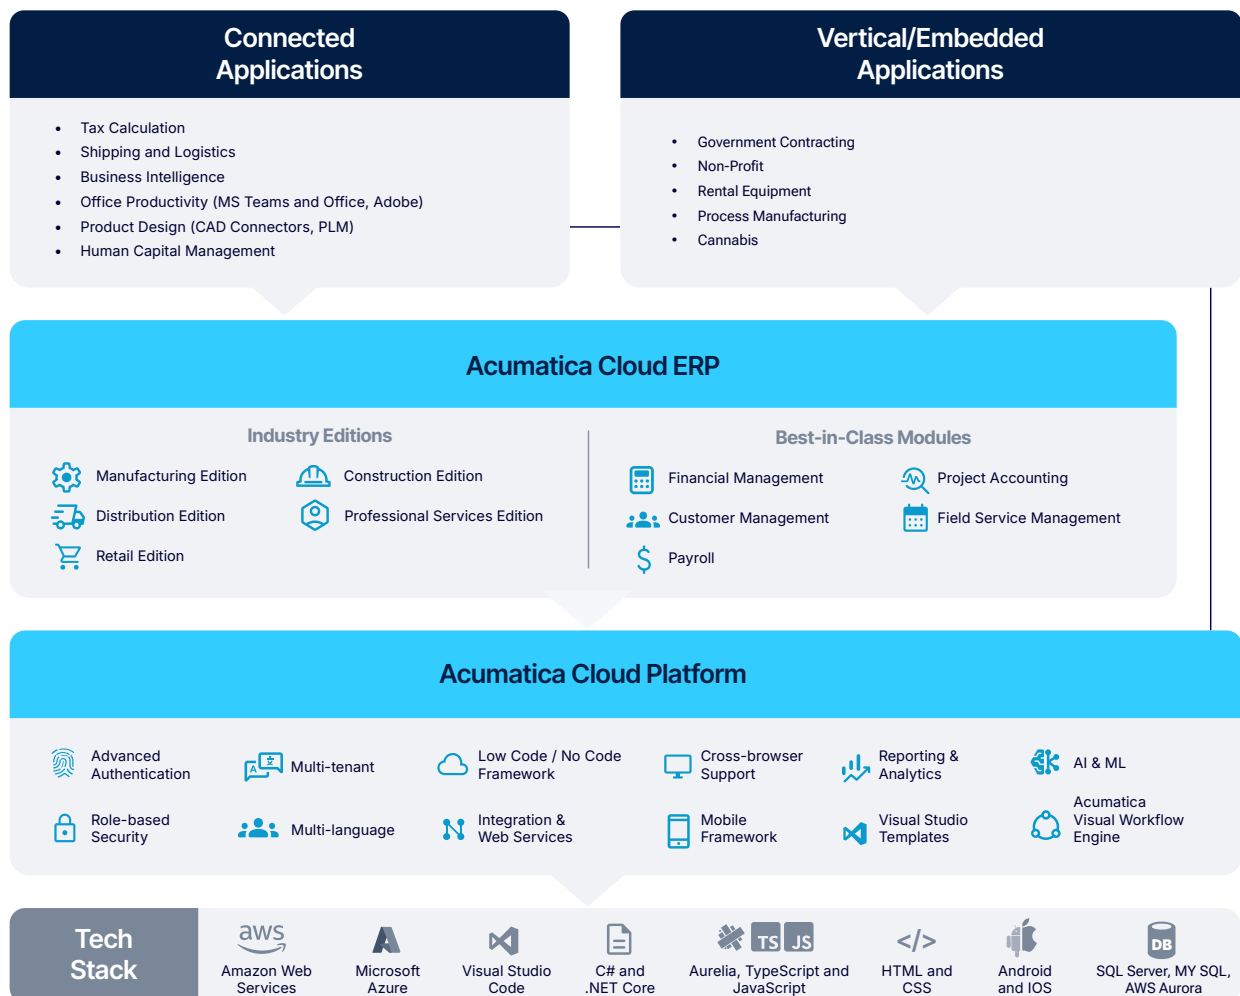 Connected
Applications
• Tax Calculation
• Shipping and Logistics
• Business Intelligence
• Office Productivity (MS Teams and Office, Adobe)
• Product Design (CAD Connectors, PLM)
• Human Capital Management
Vertical/Embedded
Applications
• Government Contracting
• Non-Profit
• Rental Equipment
• Process Manufacturing
• Cannabis
Acumatica Cloud ERP
Industry Editions
Manufacturing Edition
Distribution Edition
Retail Edition
Construction Edition
Professional Services Edition
Best-in-Class Modules
Financial Management
Customer Management
Payroll
Project Accounting
Field Service Management
Acumatica Cloud Platform
Advanced
Authentication
Multi-tenant
Low Code / No Code
Framework
Cross-browser
Support
Reporting &
Analytics
AI & ML
Role-based
Security
Multi-language
Integration &
Web Services
Mobile
Framework
Visual Studio
Templates
Acumatica
Visual Workflow
Engine
Tech
Stack
aws
Amazon Web
Services
Microsoft
Azure
Visual Studio
Code
C# and
.NET Core
TS JS
Aurelia, TypeScript and
JavaScript
</>
HTML and
CSS
Android
and IOS
DB
SQL Server, MY SQL,
AWS Aurora